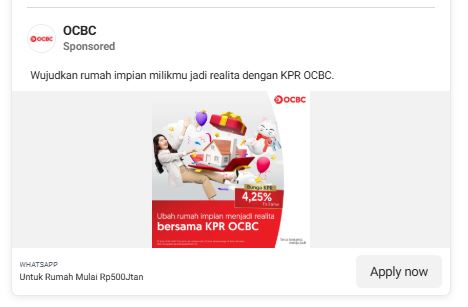 OCBC
Sponsored
OCBC
Wujudkan rumah impian milikmu jadi realita dengan KPR OCBC.
OCBC
Bunga KPR
4,25%
Ubah rumah impian menjadi realita
bersama KPR OCBC
WHATSAPP
Untuk Rumah Mulai Rp500Jtan
Apply now